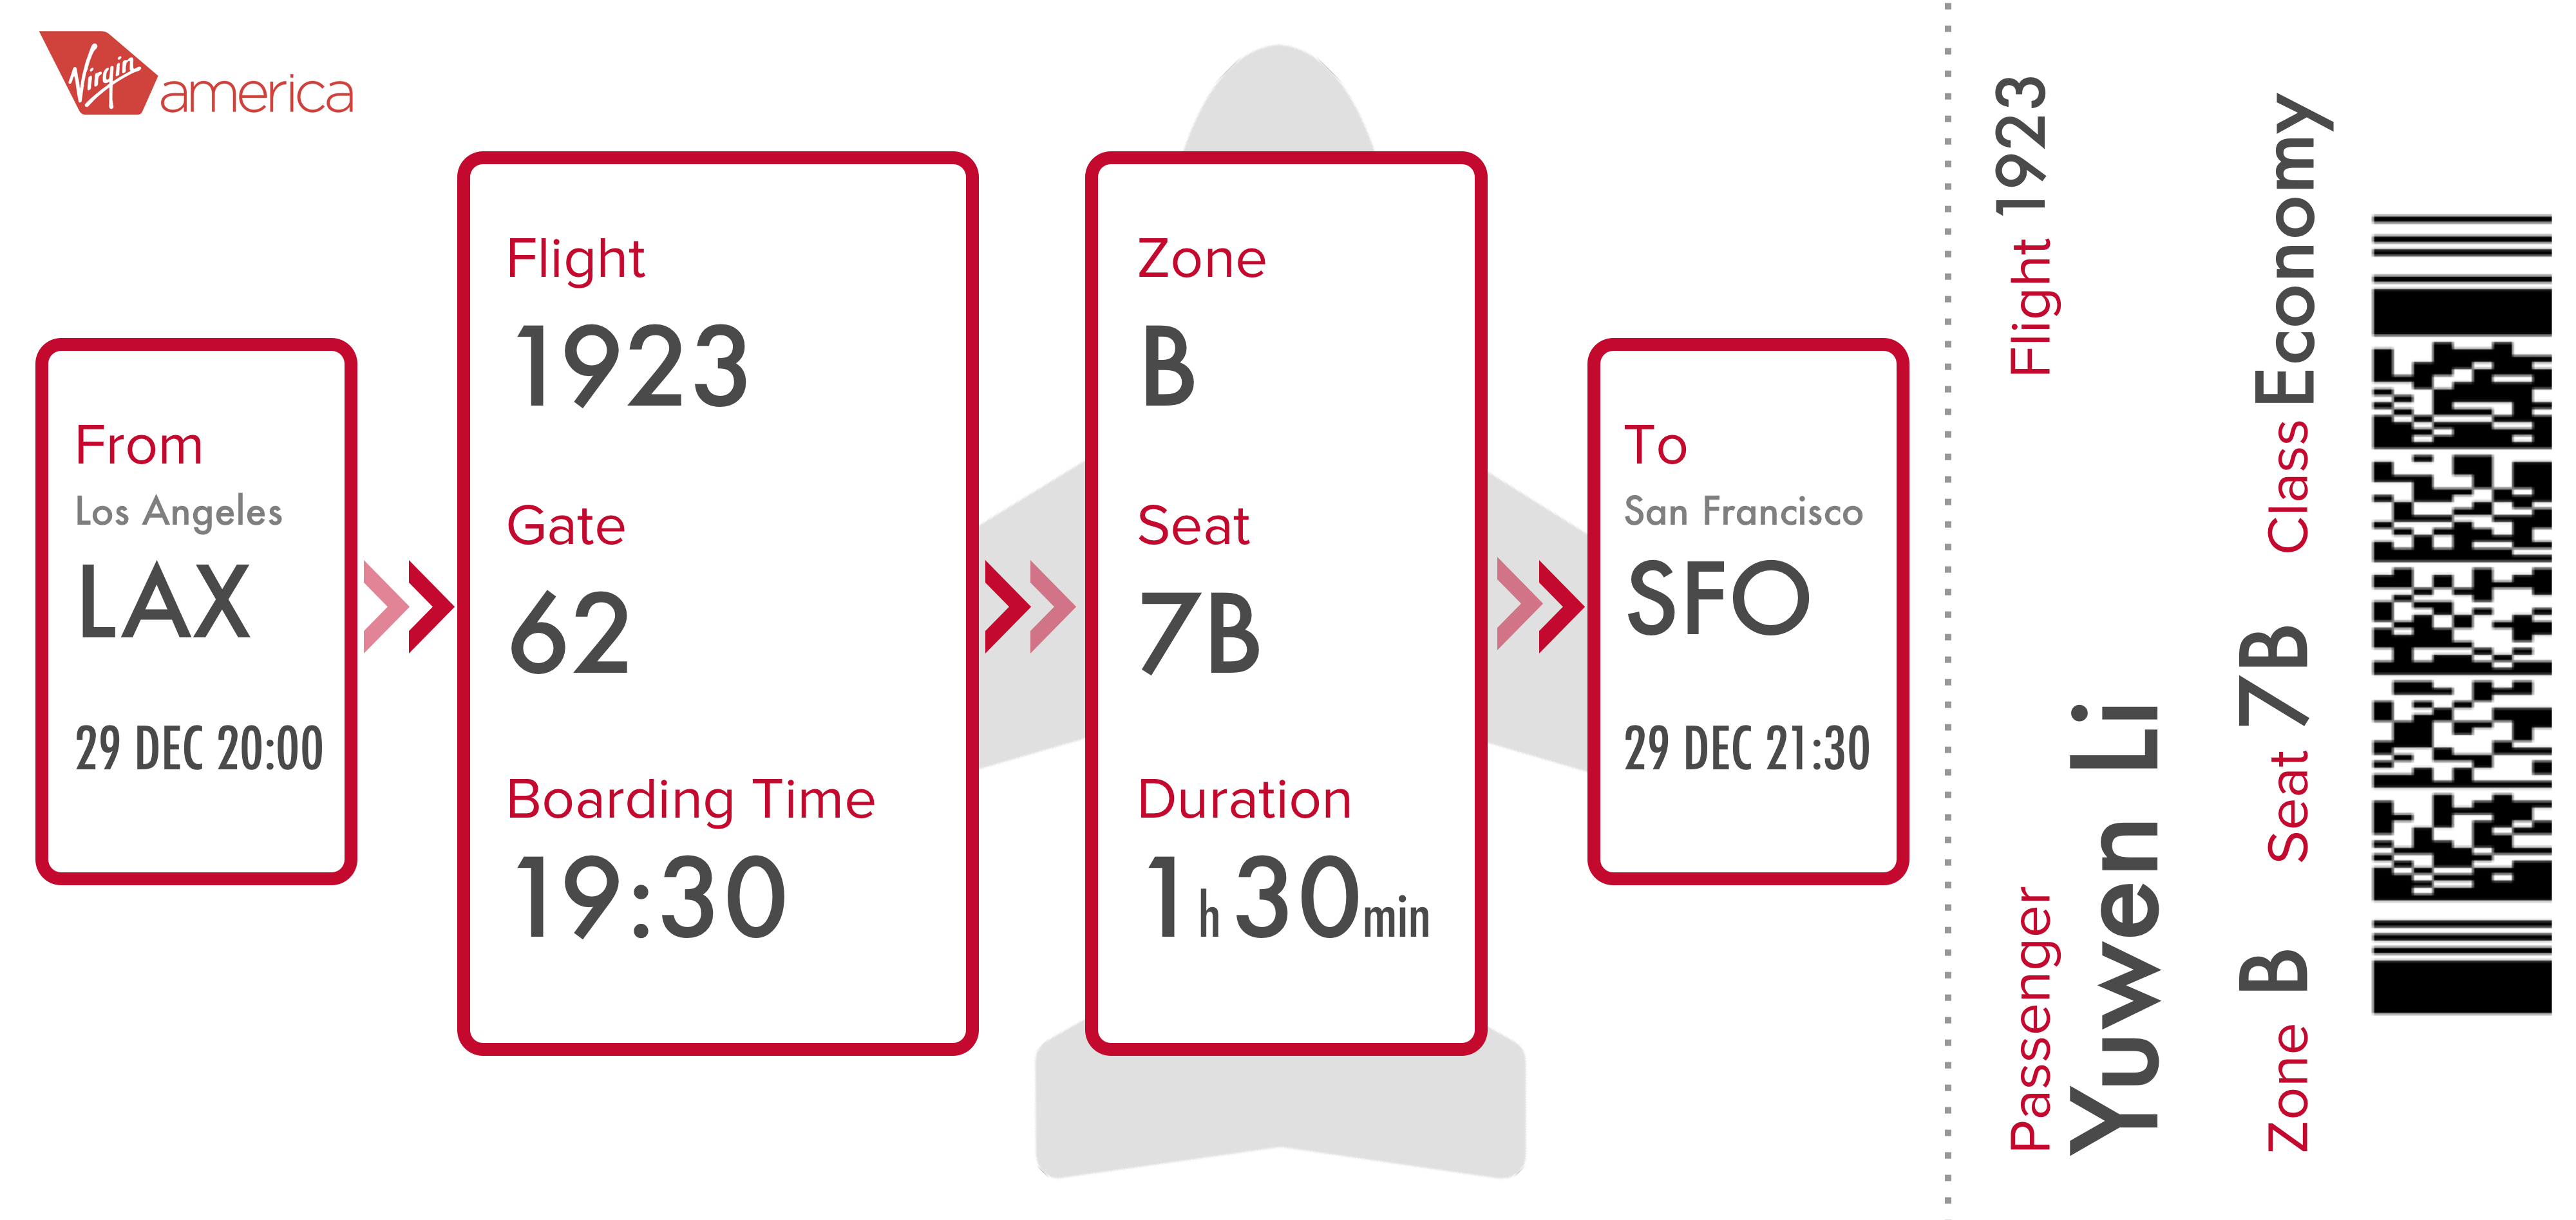 Virgin america
From
Los Angeles
LAX
29 DEC 20:00
Flight
1923
Gate
62
Boarding Time
19:30
Zone
B
Seat
7B
Duration
1h 30min
To
San Francisco
SFO
29 DEC 21:30
Passenger
Yuwen Li
Flight 1923
Zone B Seat 7B Class Economy